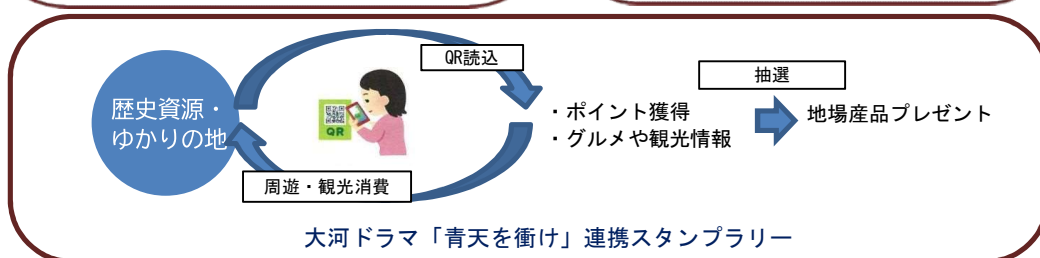 QR読込
抽選
歴史資源・
ゆかりの地
QR
・ポイント獲得
・グルメや観光情報
地場産品プレゼント
周遊・観光消費
大河ドラマ「青天を衝け」連携スタンプラリー